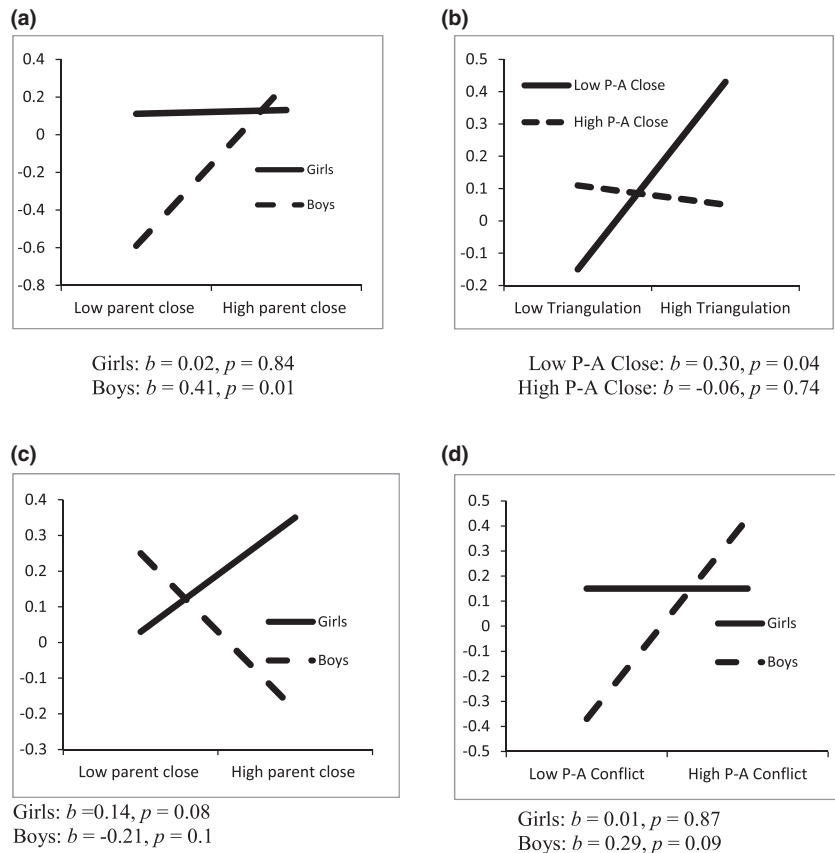 (a)
0.4
0.2
0
-0.2
-0.4
-0.6
-0.8
Girls
Boys
Low parent close High parent close
Girls: b = 0.02, p = 0.84
Boys: b = 0.41, p = 0.01
(b)
0.5
0.4
0.3
0.2
0.1
0
-0.1
-0.2
Low P-A Close
High P-A Close
Low Triangulation High Triangulation
Low P-A Close: b = 0.30, p = 0.04
High P-A Close: b = -0.06, p = 0.74
(c)
0.4
0.3
0.2
0.1
0
-0.1
-0.2
-0.3
Girls
Boys
Low parent close High parent close
Girls: b =0.14, p = 0.08
Boys: b = -0.21, p = 0.1
(d)
0.5
0.4
0.3
0.2
0.1
0
-0.1
-0.2
-0.3
-0.4
-0.5
Girls
Boys
Low P-A Conflict High P-A Conflict
Girls: b = 0.01, p = 0.87
Boys: b = 0.29, p = 0.09